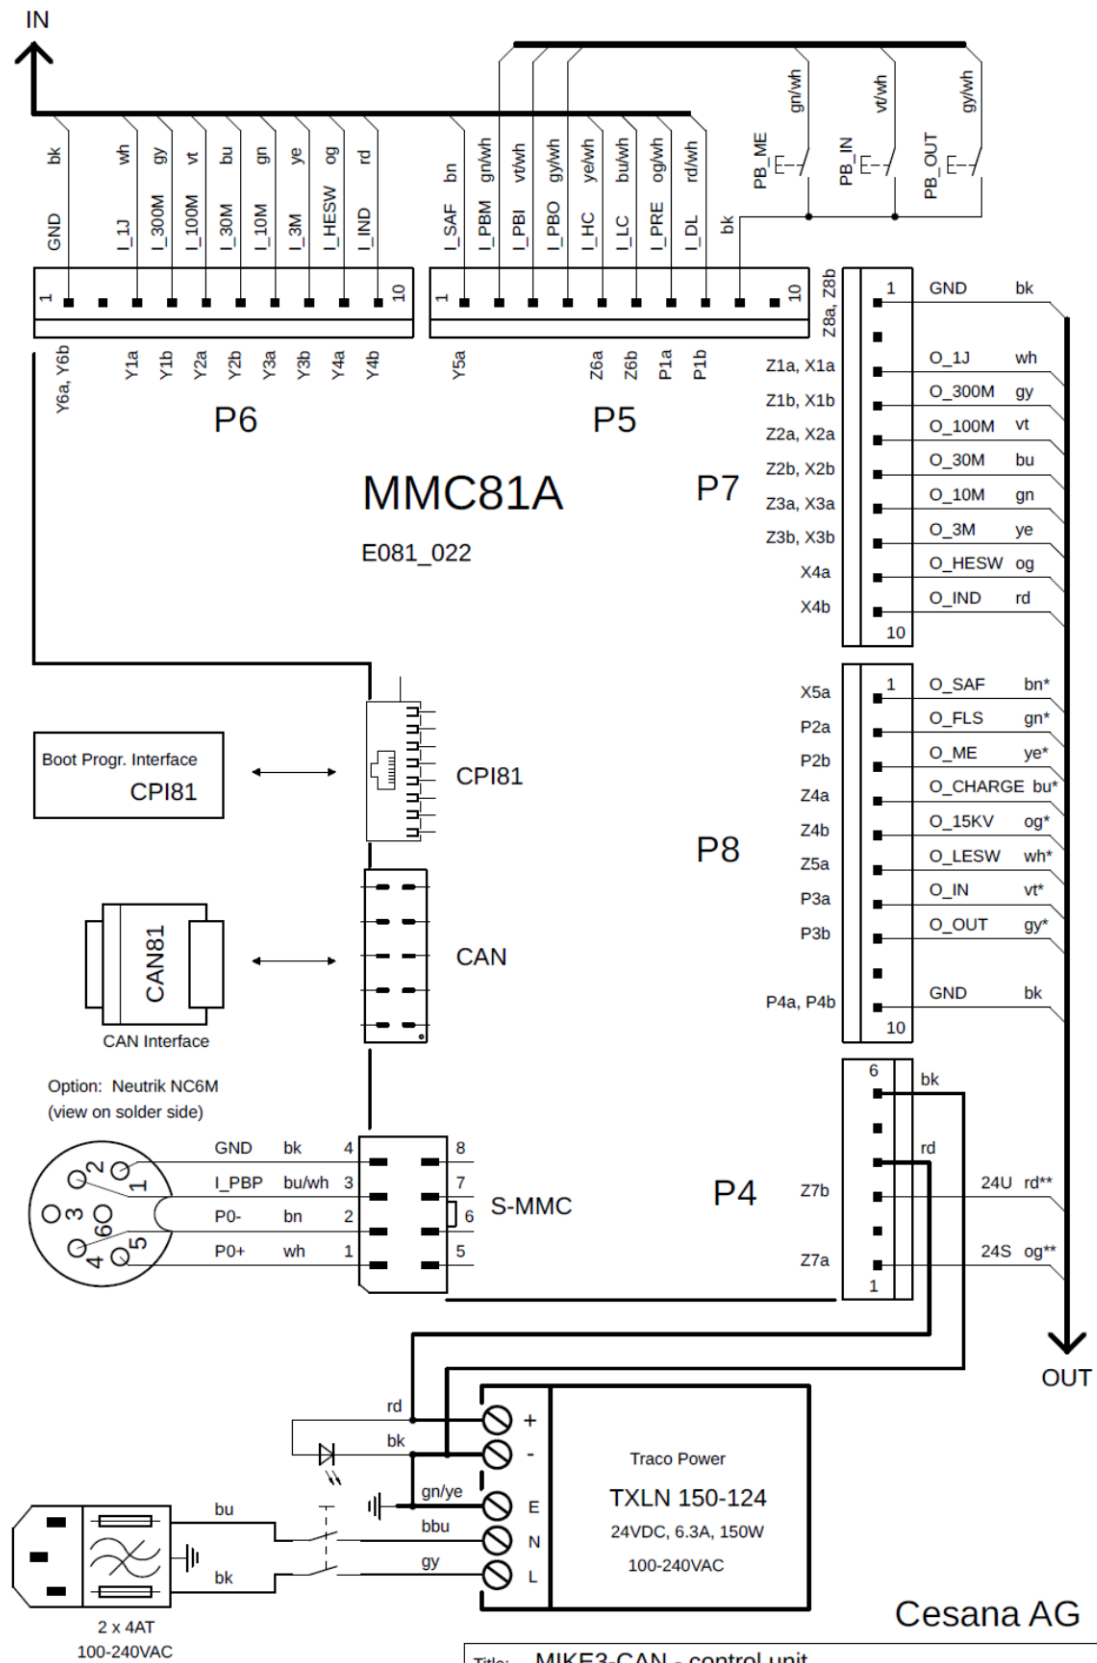 IN
bk
wh
gy
vt
bu
gn
ye
og
rd
bn
gn/wh
vt/wh
gy/wh
ye/wh
bu/wh
og/wh
rd/wh
bk
gn/wh
vt/wh
gy/wh
PB_ME
PB_IN
PB_OUT
GND
I_1J
I_300M
I_100M
I_30M
I_10M
I_3M
I_HESW
I_IND
I_SAF
I_PBM
I_PBI
I_PBO
I_HC
I_LC
I_PRE
I_DL
1
10
1
10
Y6a, Y6b
Y1a
Y1b
Y2a
Y2b
Y3a
Y3b
Y4a
Y4b
Y5a
Z6a
Z6b
P1a
P1b
P6
P5
MMC81A
E081_022
P7
Z8a, Z8b
1
GND bk
Z1a, X1a
O_1J wh
Z1b, X1b
O_300M gy
Z2a, X2a
O_100M vt
Z2b, X2b
O_30M bu
Z3a, X3a
O_10M gn
Z3b, X3b
O_3M ye
X4a
O_HESW og
X4b
O_IND rd
10
P8
1
X5a
O_SAF bn*
P2a
O_FLS gn*
P2b
O_ME ye*
Z4a
O_CHARGE bu*
Z4b
O_15KV og*
Z5a
O_LESW wh*
P3a
O_IN vt*
P3b
O_OUT gy*
P4a, P4b
GND bk
10
Boot Progr. Interface
CPI81
CPI81
CAN81
CAN Interface
CAN
Option: Neutrik NC6M
(view on solder side)
2
1
3
6
4
5
GND bk 4
I_PBP bu/wh 3
P0- bn 2
P0+ wh 1
8
7
6
5
S-MMC
P4
6
bk
rd
Z7b
24U rd**
Z7a
24S og**
1
OUT
rd
+
bk
-
gn/ye
E
bbu
N
gy
L
Traco Power
TXLN 150-124
24VDC, 6.3A, 150W
100-240VAC
bu
bk
2 x 4AT
100-240VAC
Cesana AG
Title: MIKE3-CAN - control unit